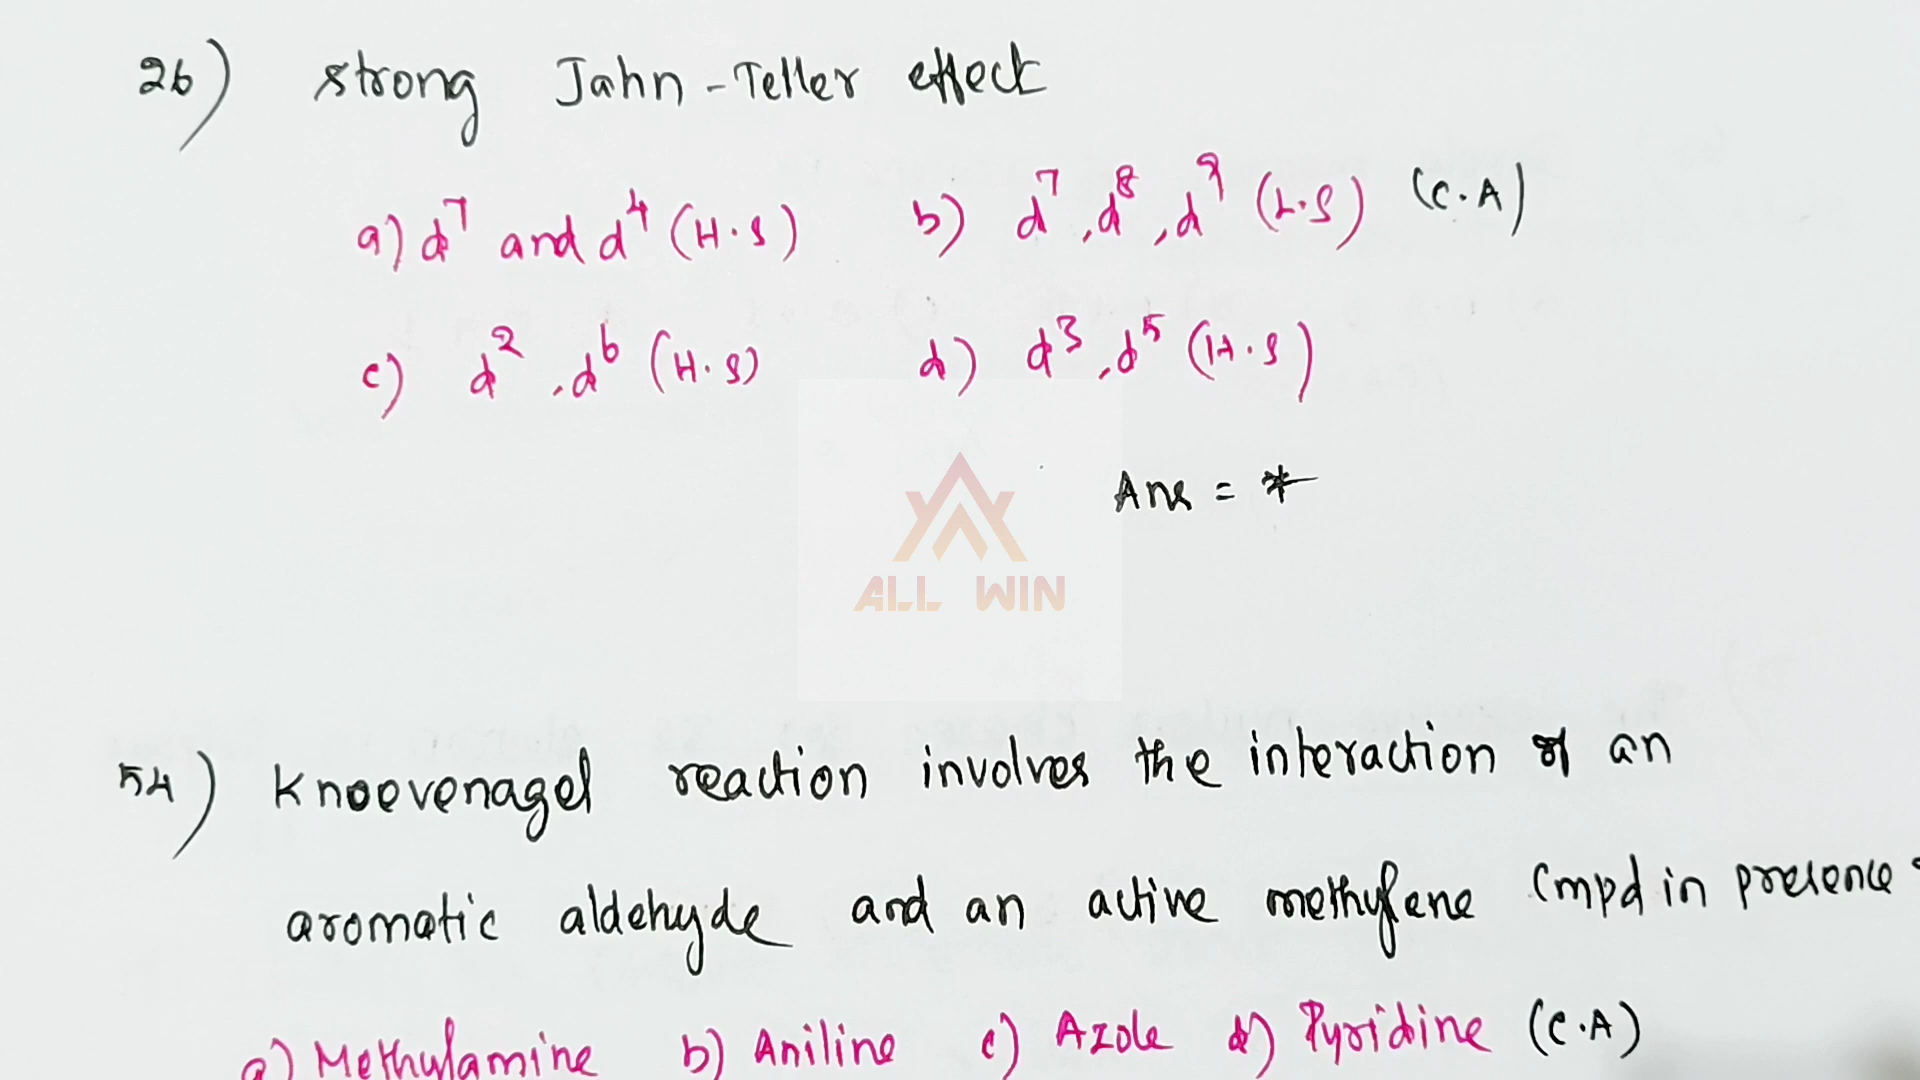 26) strong Jahn-Teller effect
a) d⁷ and d⁴ (H.S) b) d⁷, d⁸, d⁹ (L.S) (C.A)
c) d², d⁶ (H.S) d) d³, d⁵ (H.S)
Ans = *
ALL WIN
54) Knoevenagel reaction involves the interaction of an
aromatic aldehyde and an active methylene cmpd in presence
a) Methylamine b) Aniline c) Azole d) Pyridine (C.A)